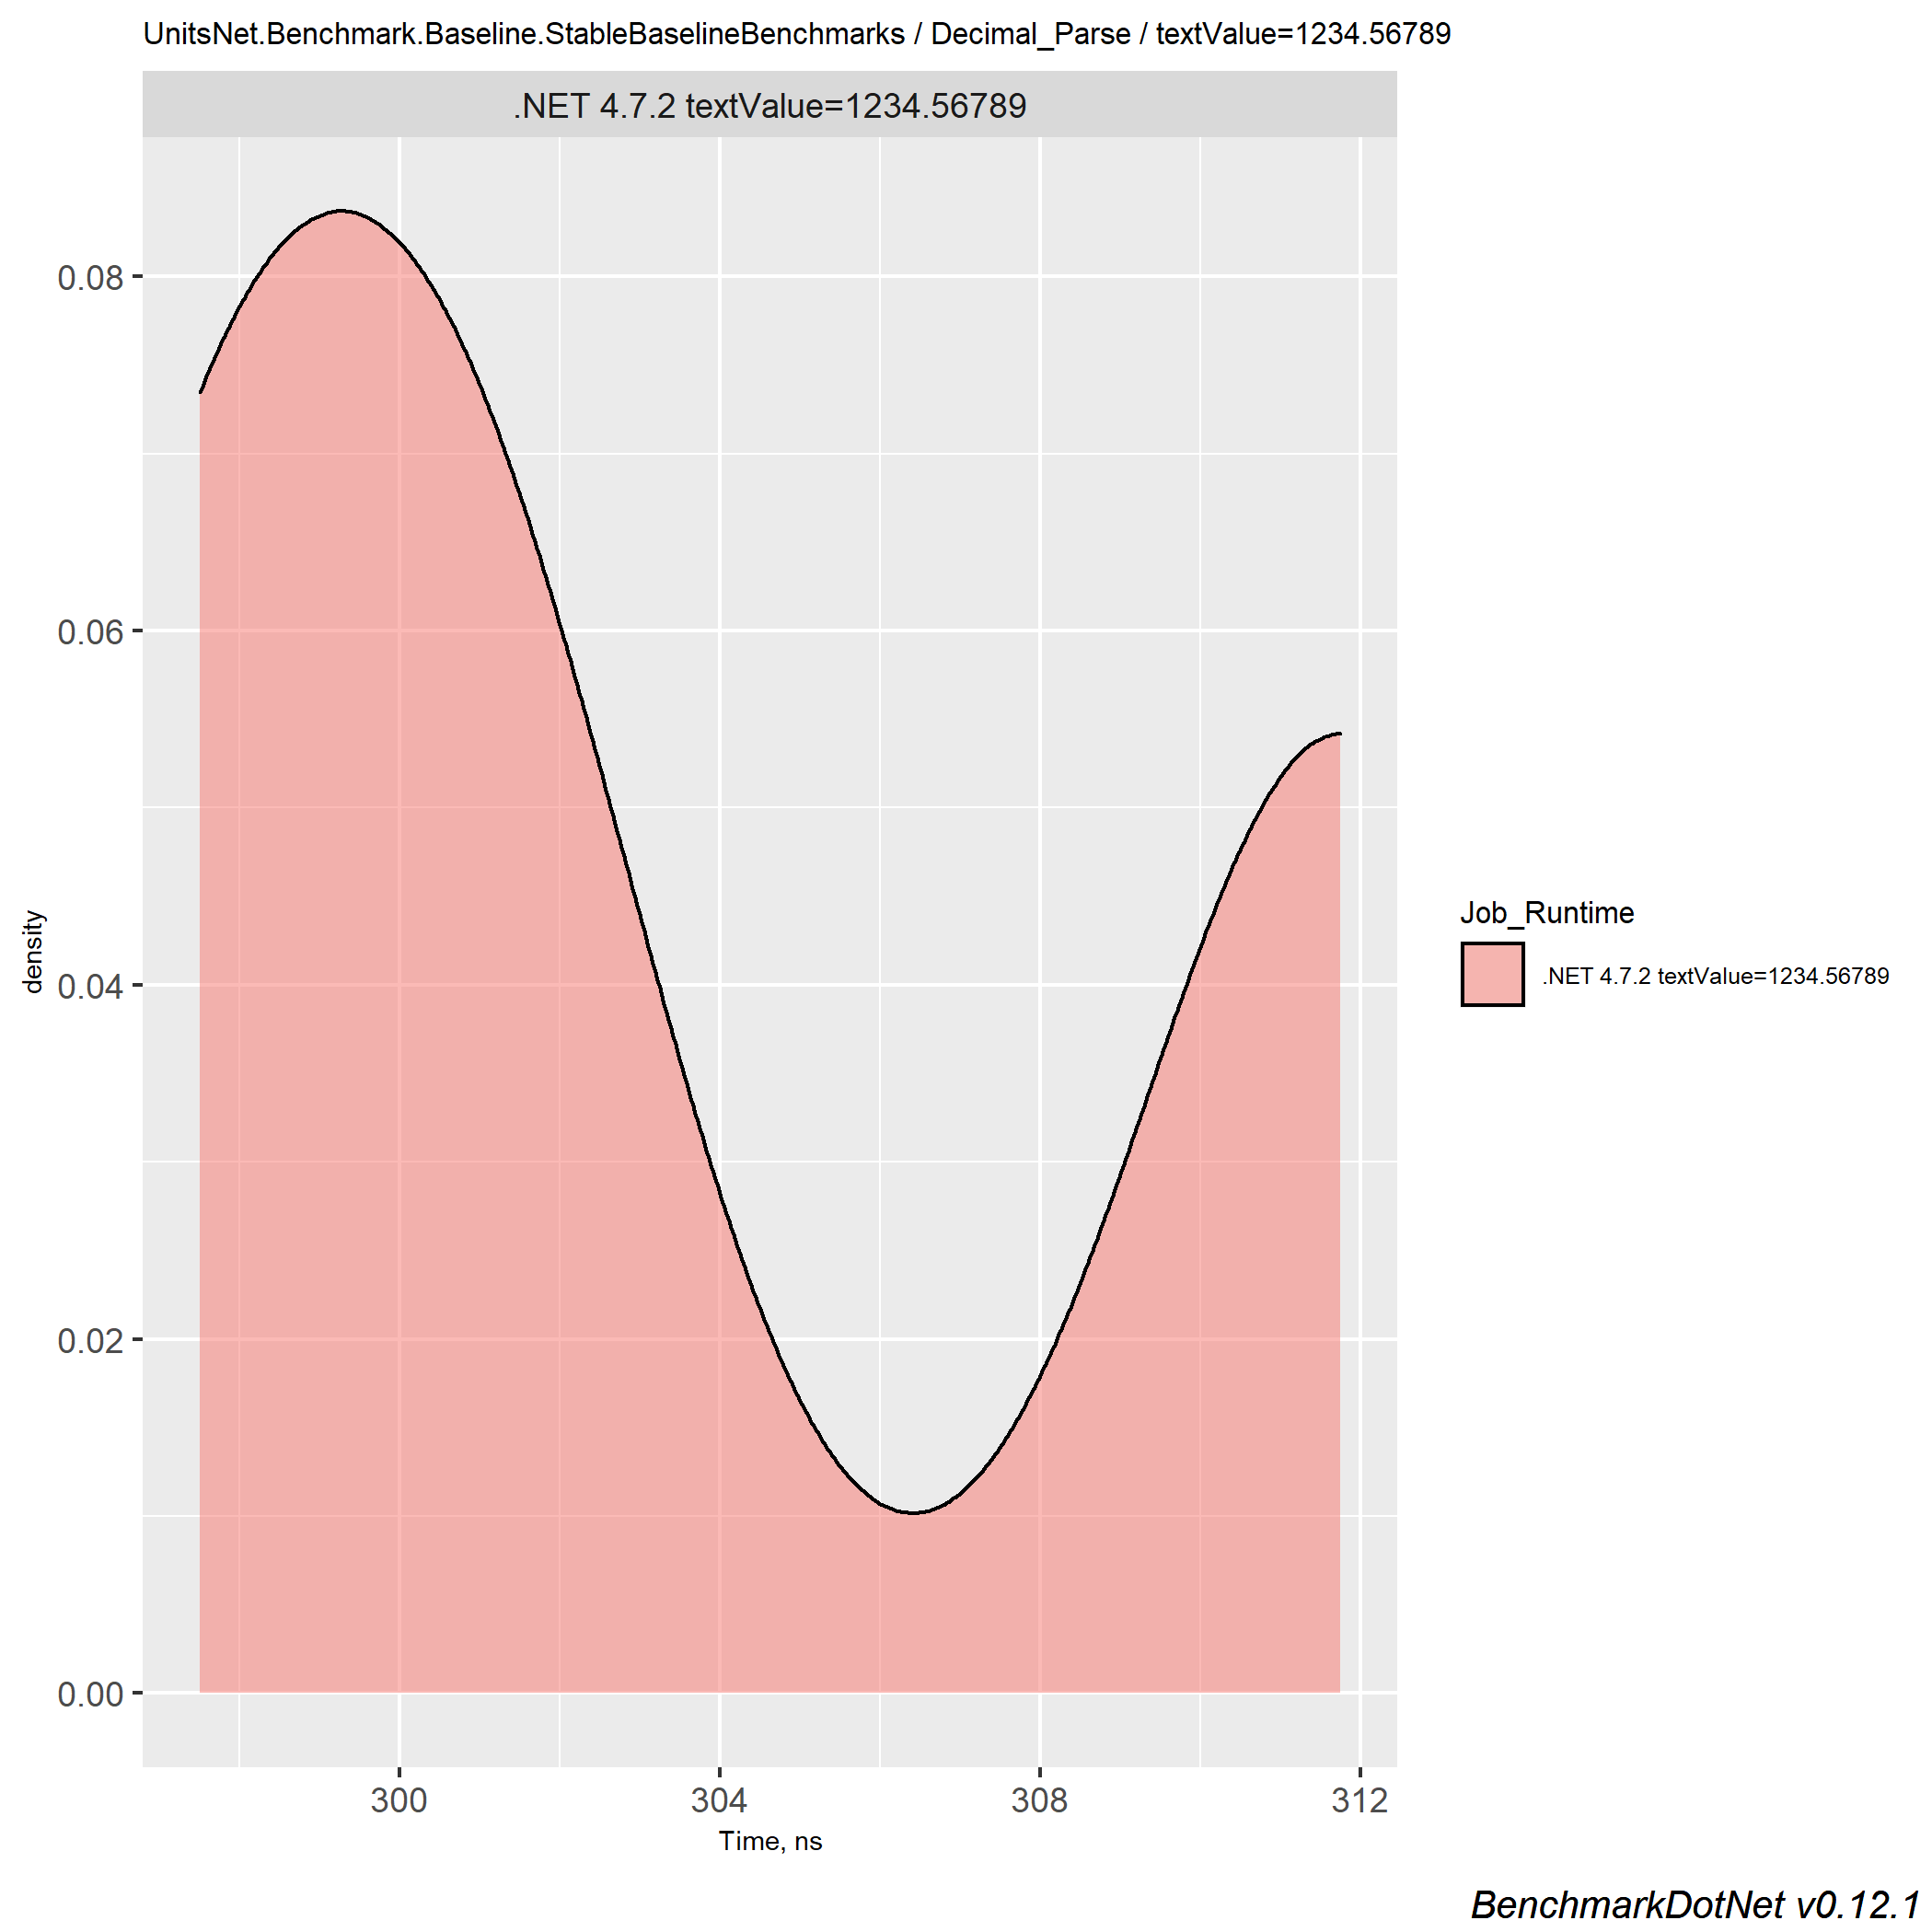 UnitsNet.Benchmark.Baseline.StableBaselineBenchmarks / Decimal_Parse / textValue=1234.56789
.NET 4.7.2 textValue=1234.56789
0.08
0.06
0.04
0.02
0.00
density
300 304 308 312
Time, ns
Job_Runtime
.NET 4.7.2 textValue=1234.56789
BenchmarkDotNet v0.12.1